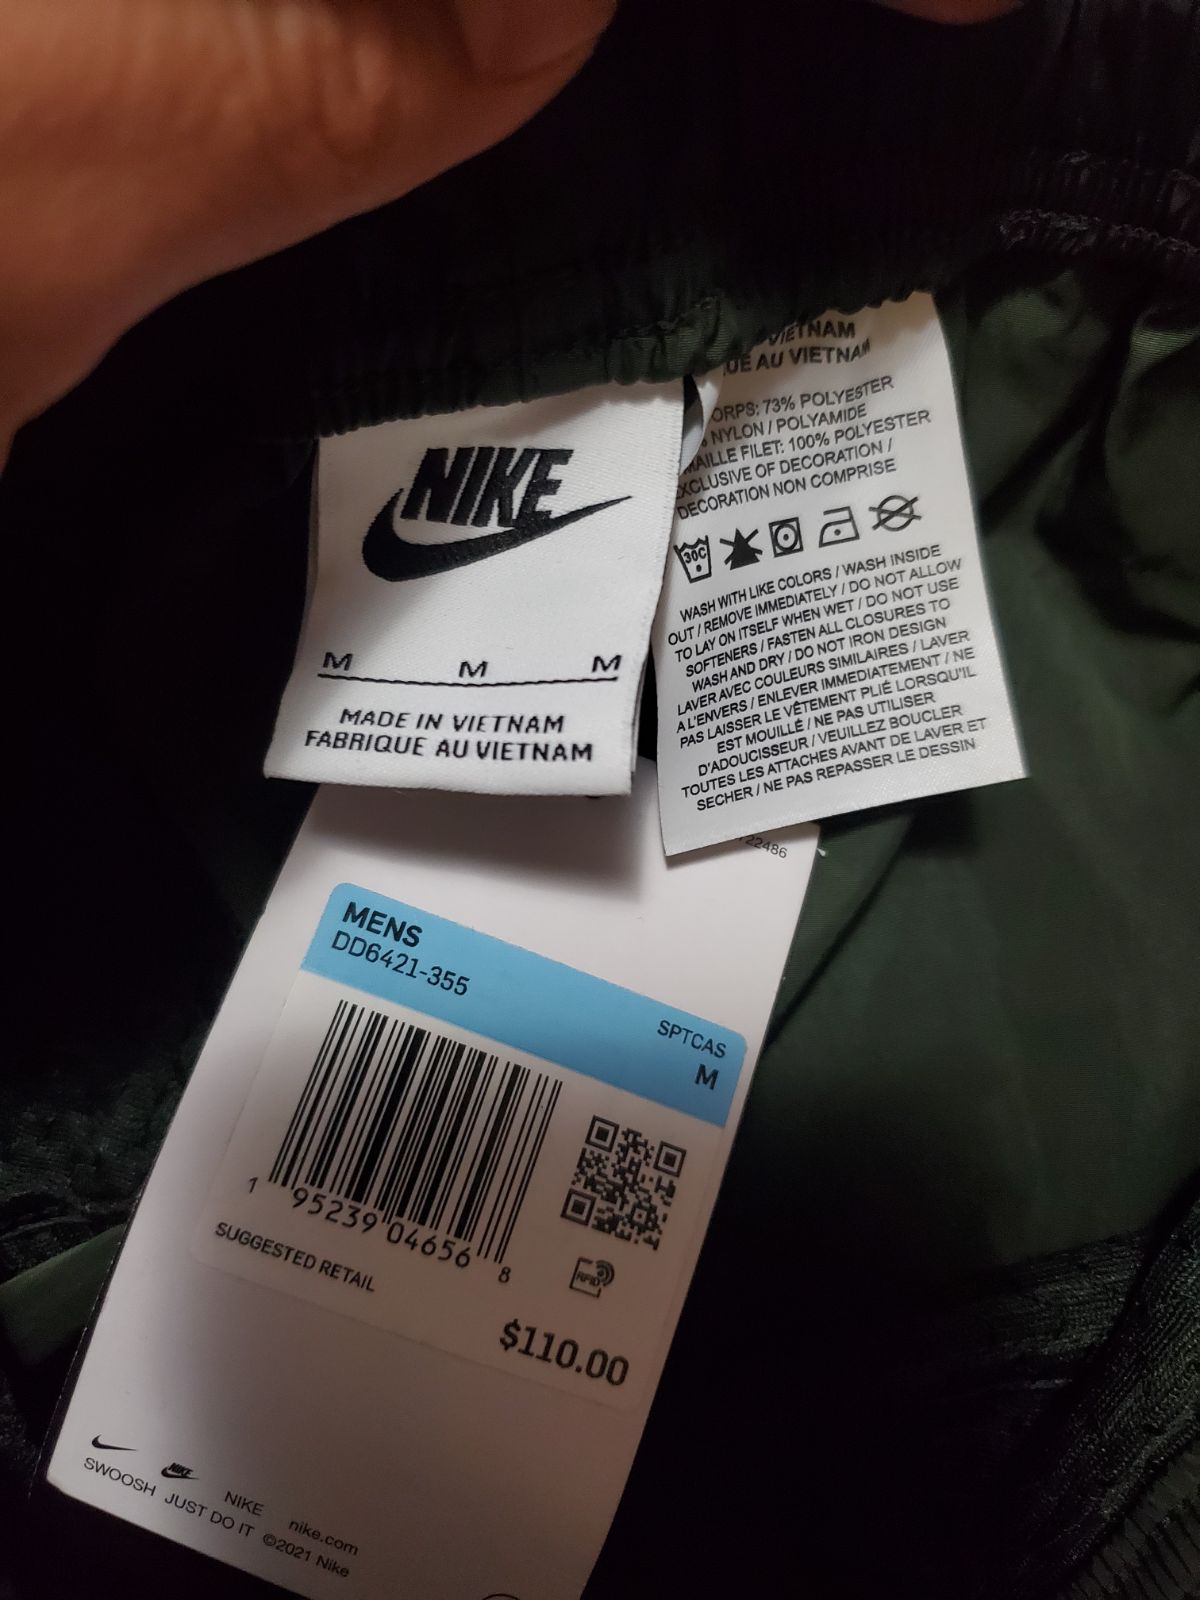 NIKE
M M M
MADE IN VIETNAM
FABRIQUE AU VIETNAM
VIETNAM
AU VIETNAM
73% POLYESTER
NYLON / POLYAMIDE
FILET: 100% POLYESTER
OF DECORATION /
DECORATION NON COMPRISE
30C
WASH WITH LIKE COLORS / WASH INSIDE
OUT / REMOVE IMMEDIATELY / DO NOT ALLOW
TO LAY ON ITSELF WHEN WET / DO NOT USE
SOFTENERS / FASTEN ALL CLOSURES TO
WASH AND DRY / DO NOT IRON DESIGN
LAVER AVEC COULEURS SIMILAIRES / LAVER
A L'ENVERS / ENLEVER IMMEDIATEMENT / NE
PAS LAISSER LE VÊTEMENT PLIÉ LORSQU'IL
EST MOUILLÉ / NE PAS UTILISER
D'ADOUCISSEUR / VEUILLEZ BOUCLER
TOUTES LES ATTACHES AVANT DE LAVER ET
SECHER / NE PAS REPASSER LE DESSIN
722486
MENS
DD6421-355
SPTCAS
M
1 95239 04656 8
RFID
SUGGESTED RETAIL
$110.00
NIKE
SWOOSH JUST DO IT NIKE nike.com
©2021 Nike